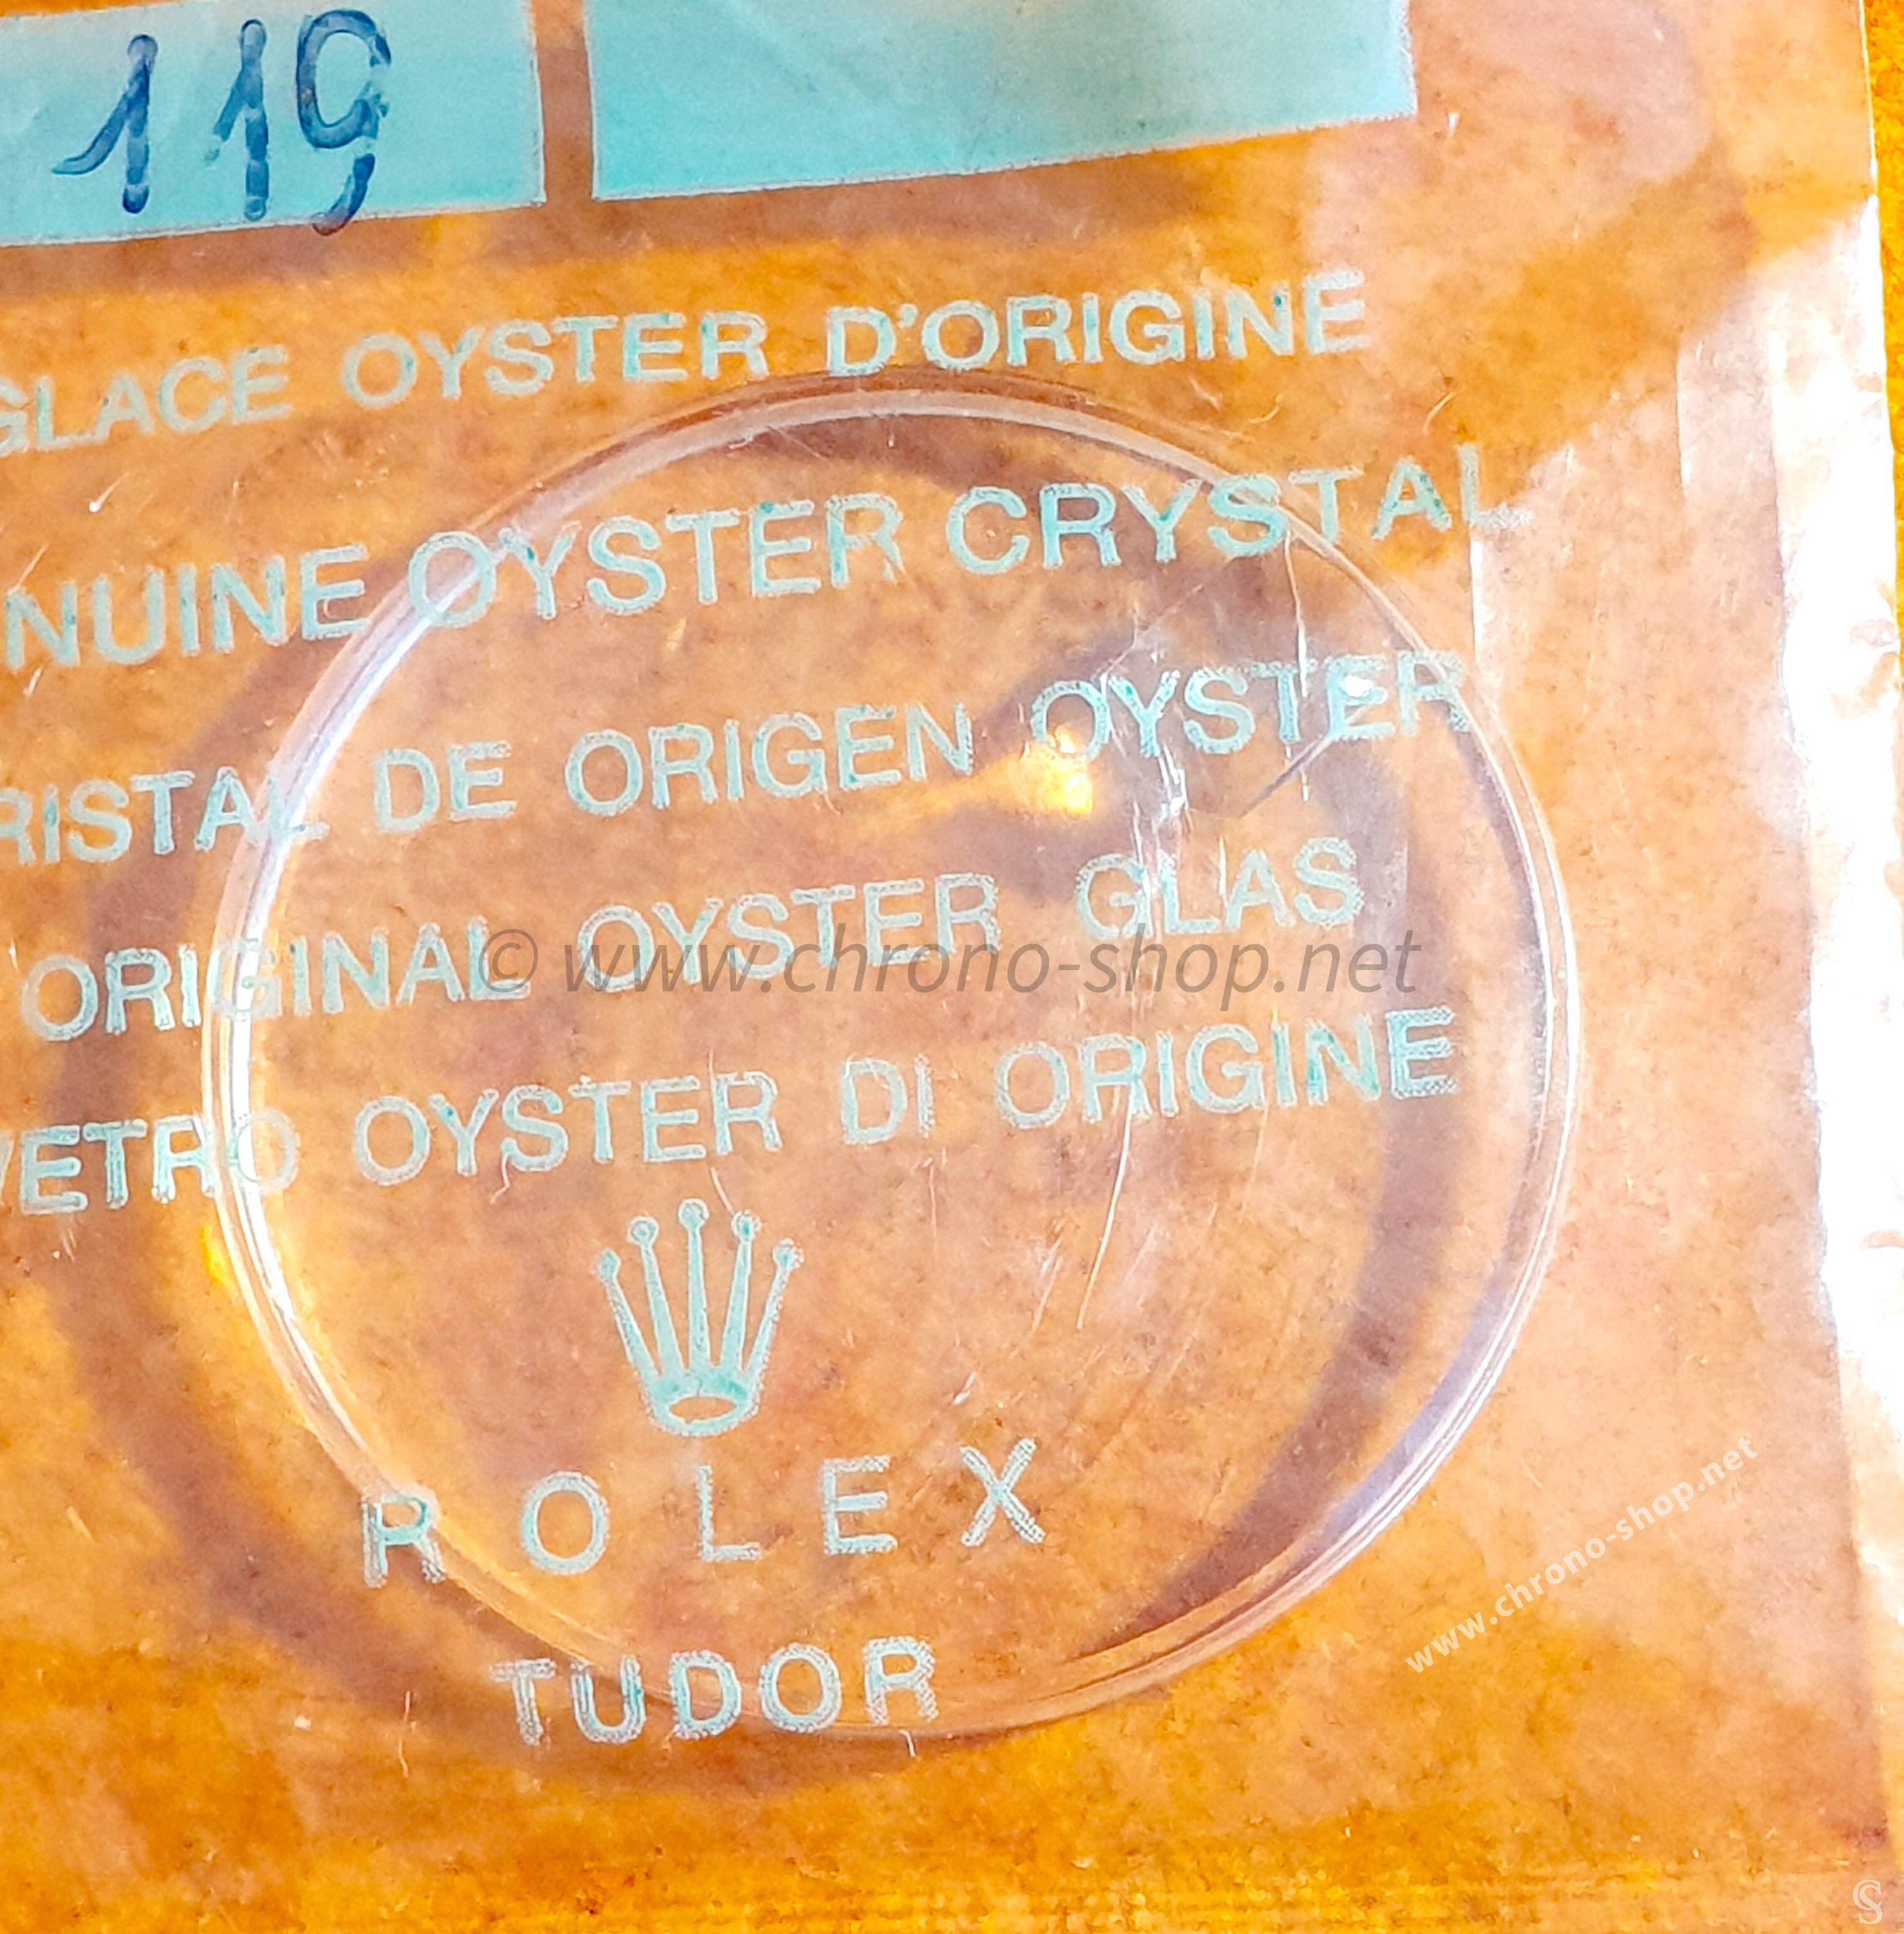 119
GLACE OYSTER D'ORIGINE
NUINE OYSTER CRYSTAL
RISTAL DE ORIGEN OYSTER
ORIGINAL OYSTER GLAS
© www.chrono-shop.net
VETRO OYSTER DI ORIGINE
ROLEX
TUDOR
www.chrono-shop.net